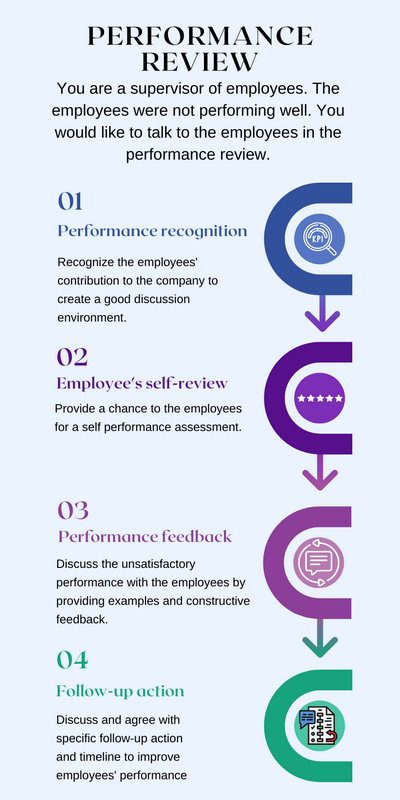 PERFORMANCE
REVIEW
You are a supervisor of employees. The
employees were not performing well. You
would like to talk to the employees in the
performance review.
01
Performance recognition
Recognize the employees'
contribution to the company to
create a good discussion
environment.
KPI
02
Employee's self-review
Provide a chance to the employees
for a self performance assessment.
03
Performance feedback
Discuss the unsatisfactory
performance with the employees by
providing examples and constructive
feedback.
04
Follow-up action
Discuss and agree with
specific follow-up action
and timeline to improve
employees' performance